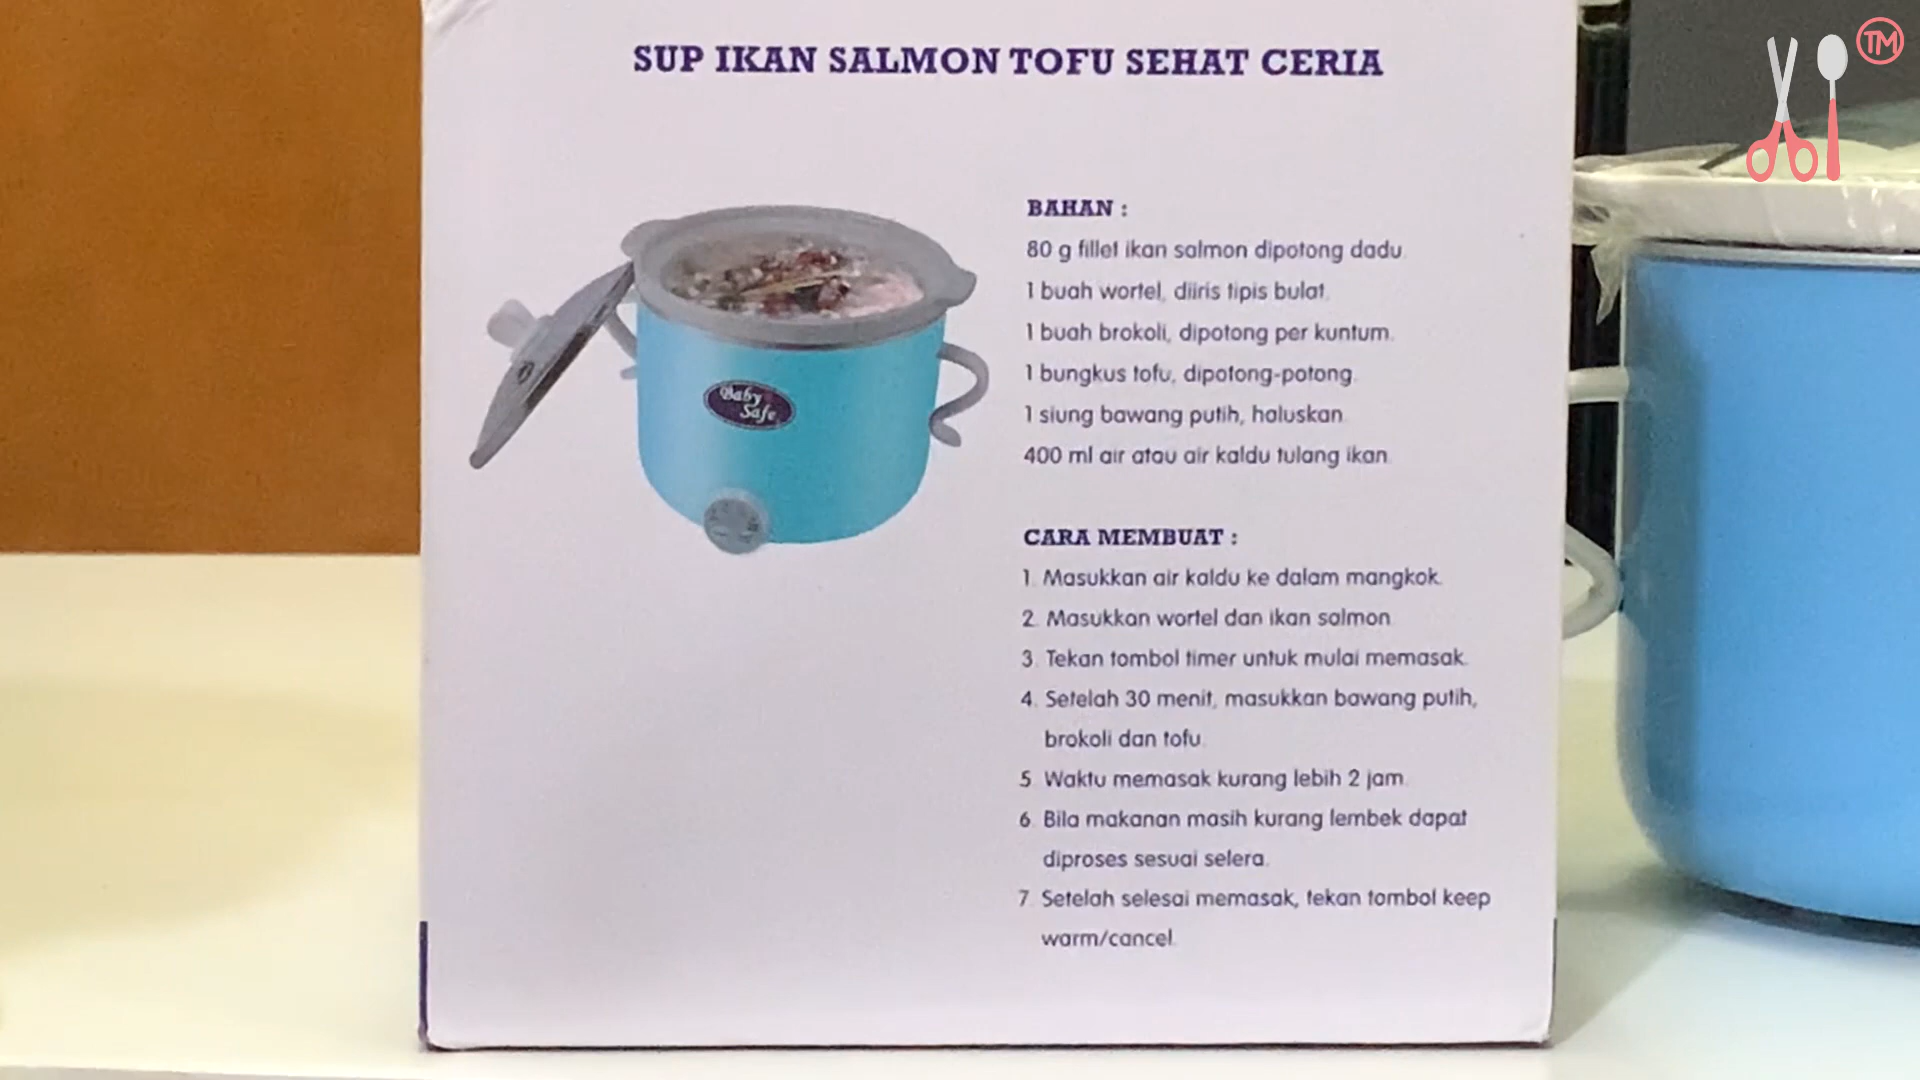 SUP IKAN SALMON TOFU SEHAT CERIA
TM
Baby
Safe
BAHAN :
80 g fillet ikan salmon dipotong dadu.
1 buah wortel, diiris tipis bulat.
1 buah brokoli, dipotong per kuntum.
1 bungkus tofu, dipotong-potong.
1 siung bawang putih, haluskan.
400 ml air atau air kaldu tulang ikan.
CARA MEMBUAT :
1. Masukkan air kaldu ke dalam mangkok.
2. Masukkan wortel dan ikan salmon.
3. Tekan tombol timer untuk mulai memasak.
4. Setelah 30 menit, masukkan bawang putih,
brokoli dan tofu.
5. Waktu memasak kurang lebih 2 jam.
6. Bila makanan masih kurang lembek dapat
diproses sesuai selera.
7. Setelah selesai memasak, tekan tombol keep
warm/cancel.